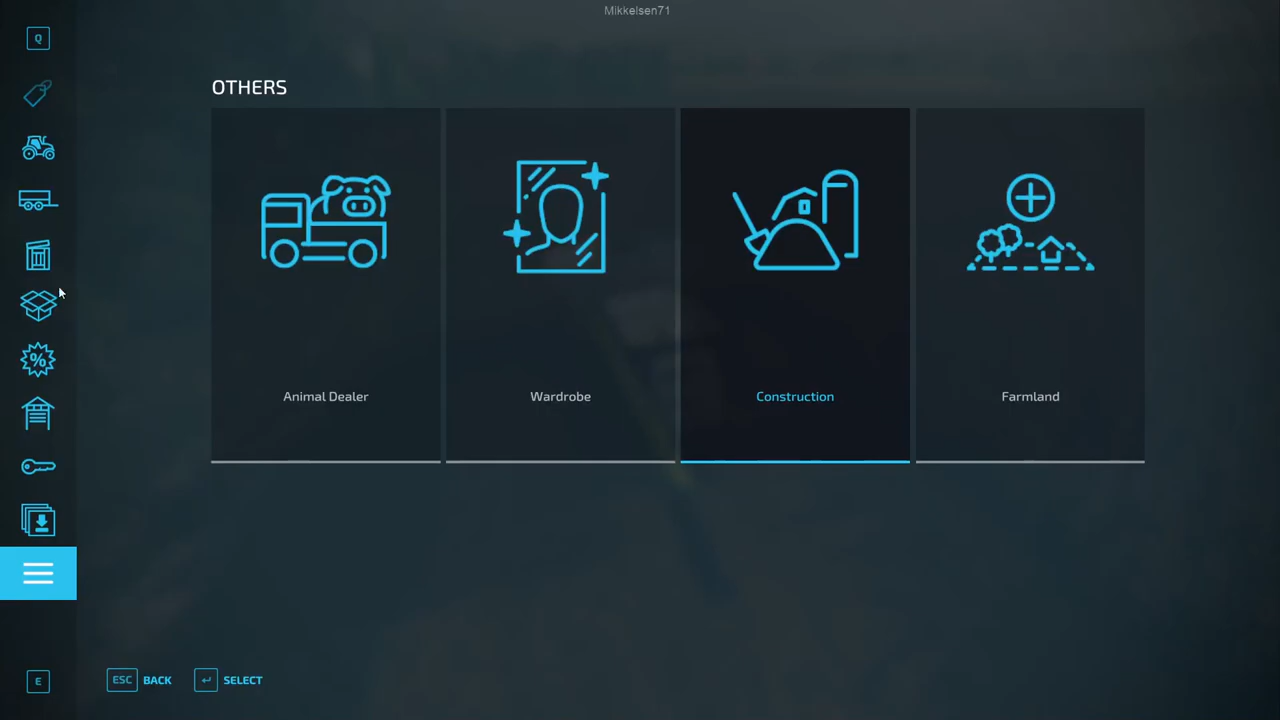 Mikkelsen71
Q
OTHERS
%
Animal Dealer
Wardrobe
Construction
Farmland
E
ESC BACK
SELECT